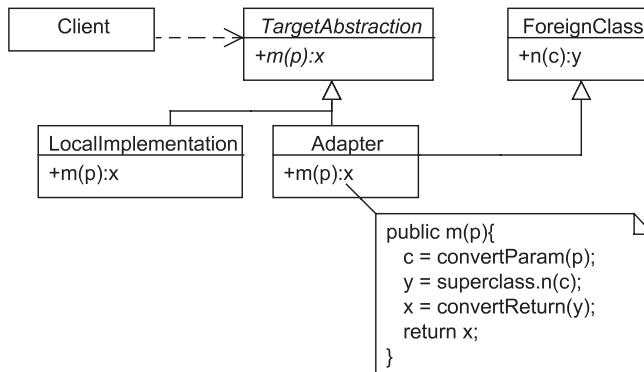 Client
TargetAbstraction
+m(p):x
ForeignClass
+n(c):y
LocalImplementation
+m(p):x
Adapter
+m(p):x
public m(p){
c = convertParam(p);
y = superclass.n(c);
x = convertReturn(y);
return x;
}